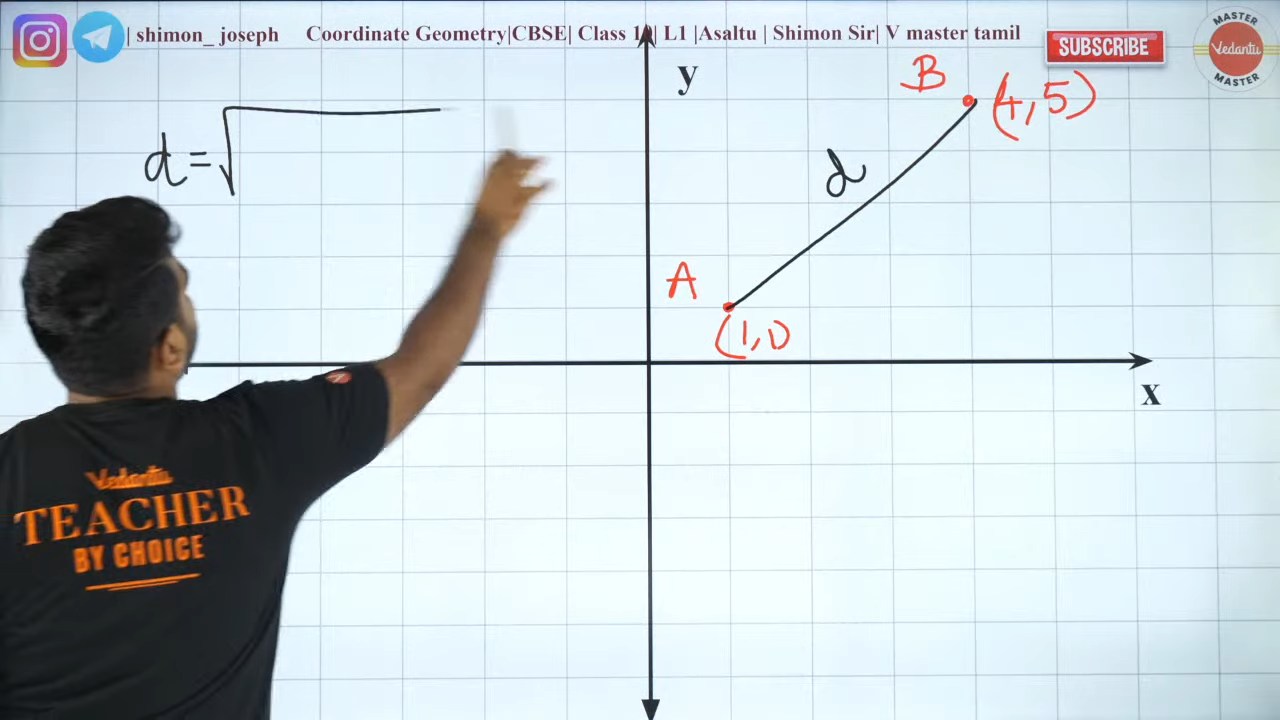 | shimon_ joseph Coordinate Geometry|CBSE| Class 10| L1 |Asaltu | Shimon Sir| V master tamil
SUBSCRIBE
MASTER
Vedantu
MASTER
y
B
(4,5)
d=√
d
A
(1,1)
x
Vedantu
TEACHER
BY CHOICE